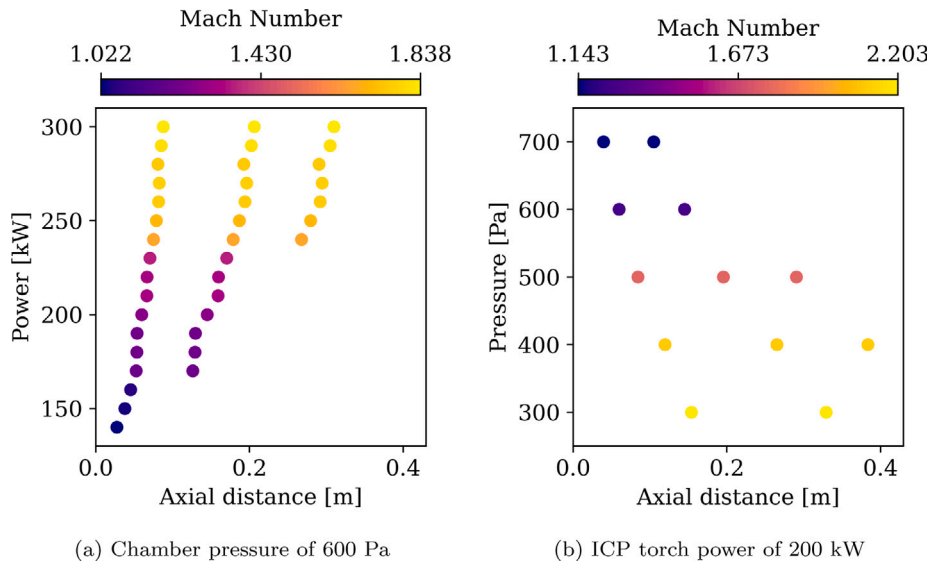 Mach Number
1.022 1.430 1.838
300
250
200
150
Power [kW]
0.0 0.2 0.4
Axial distance [m]
(a) Chamber pressure of 600 Pa
Mach Number
1.143 1.673 2.203
700
600
500
400
300
Pressure [Pa]
0.0 0.2 0.4
Axial distance [m]
(b) ICP torch power of 200 kW